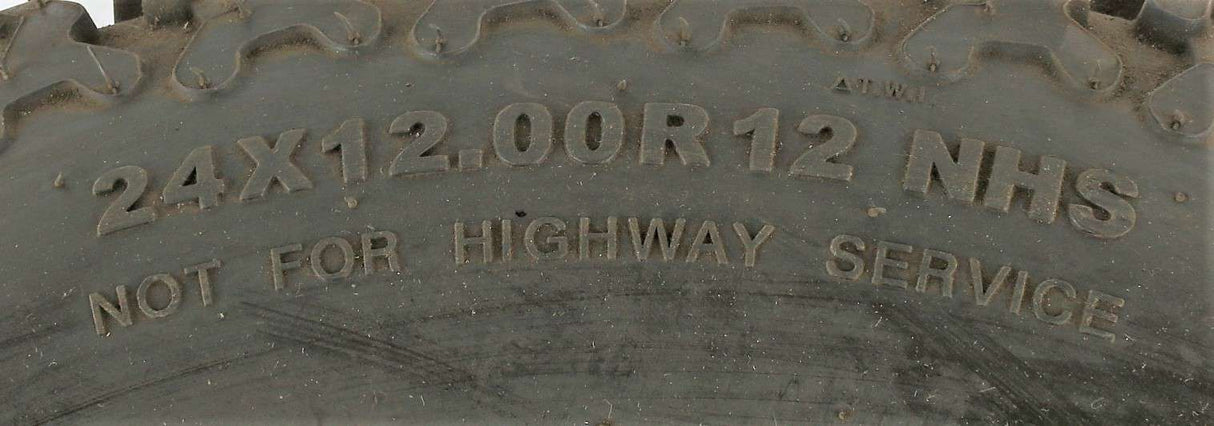 Δ T.W.I
24X12.00R12 NHS
NOT FOR HIGHWAY SERVICE